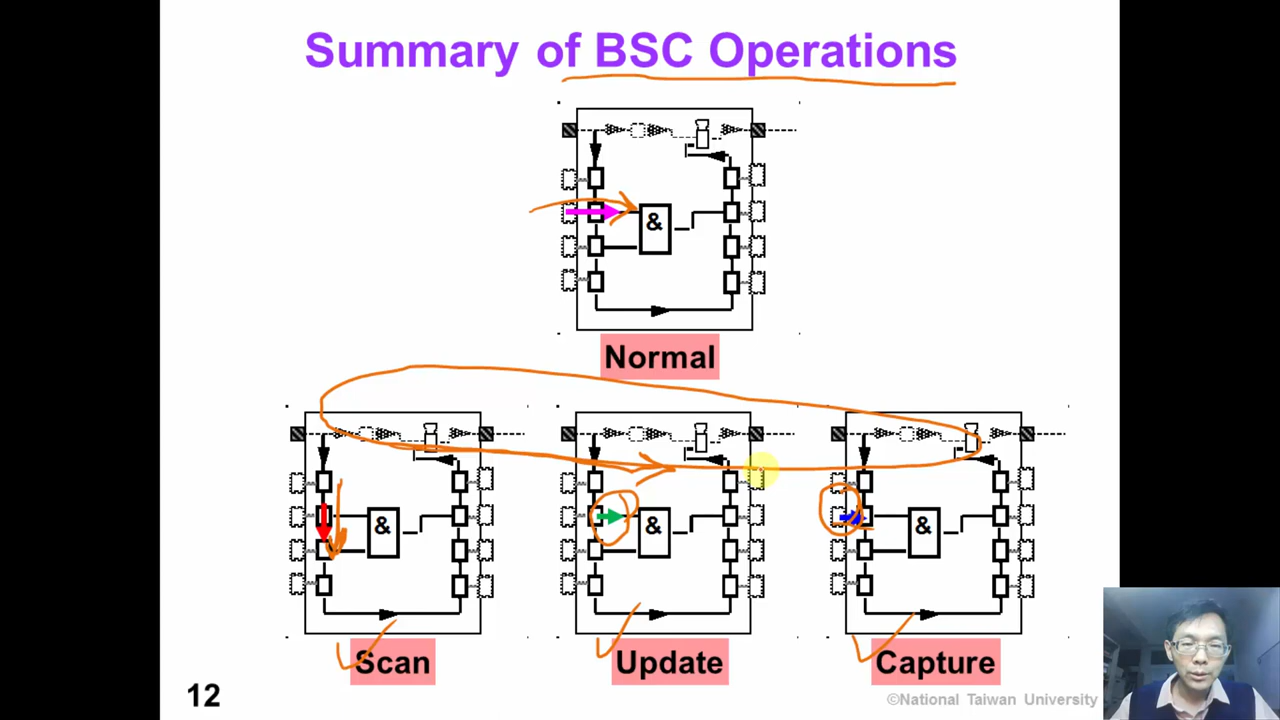 Summary of BSC Operations
&
Normal
&
&
&
Scan
Update
Capture
12
©National Taiwan University